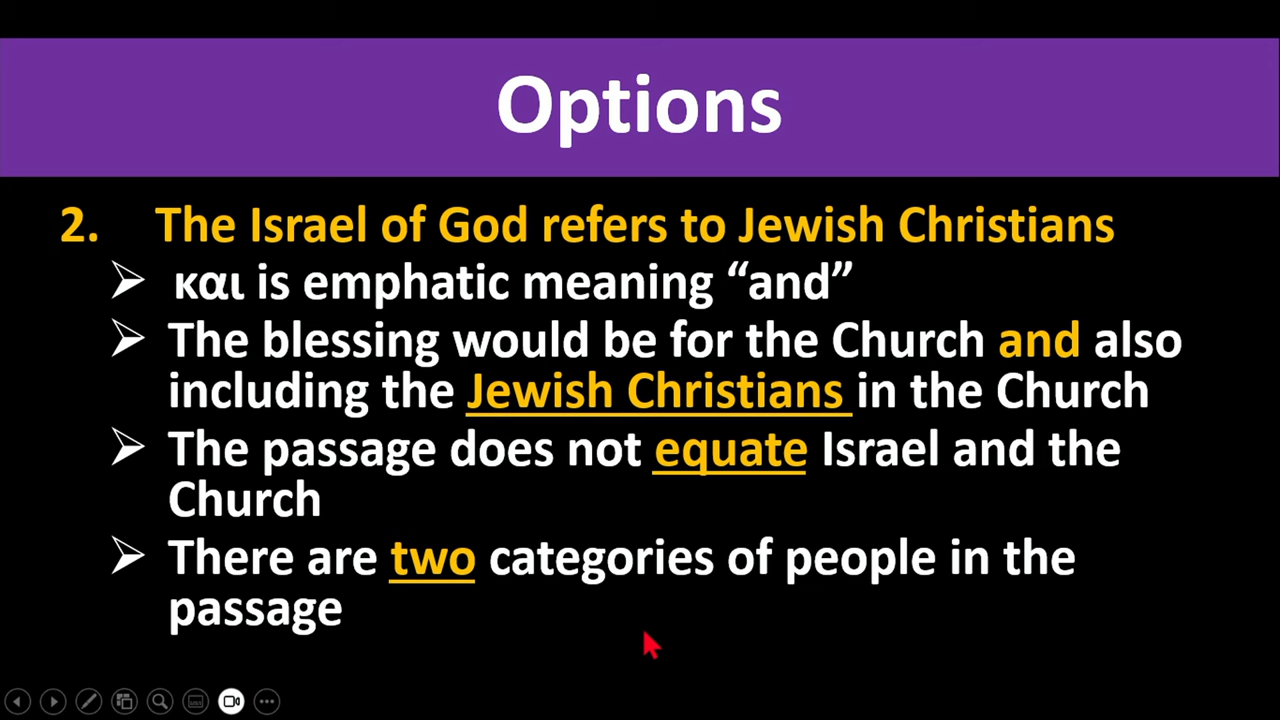 Options
2. The Israel of God refers to Jewish Christians
➢ και is emphatic meaning “and”
➢ The blessing would be for the Church and also
including the Jewish Christians in the Church
➢ The passage does not equate Israel and the
Church
➢ There are two categories of people in the
passage